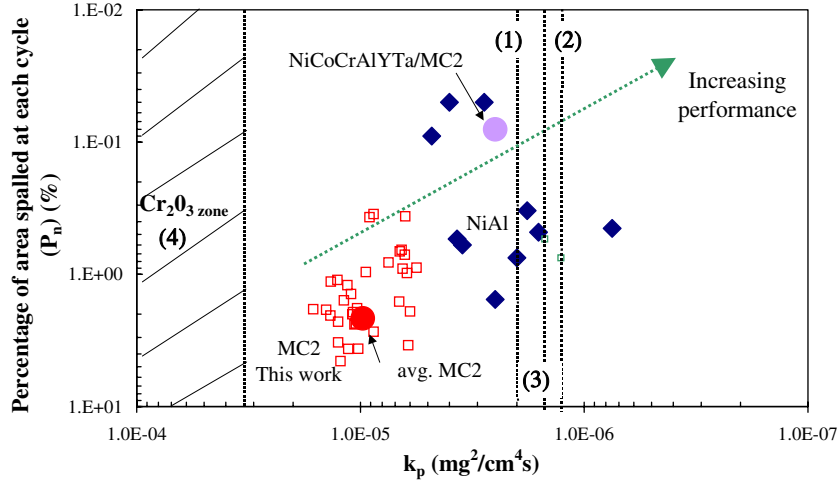 1.E-02
(1)
(2)
NiCoCrAlYTa/MC2
Increasing
performance
1.E-01
Percentage of area spalled at each cycle
(Pn) (%)
Cr203 zone
(4)
NiAl
1.E+00
MC2
This work
avg. MC2
(3)
1.E+01
1.0E-04
1.0E-05
1.0E-06
1.0E-07
kp (mg²/cm⁴s)